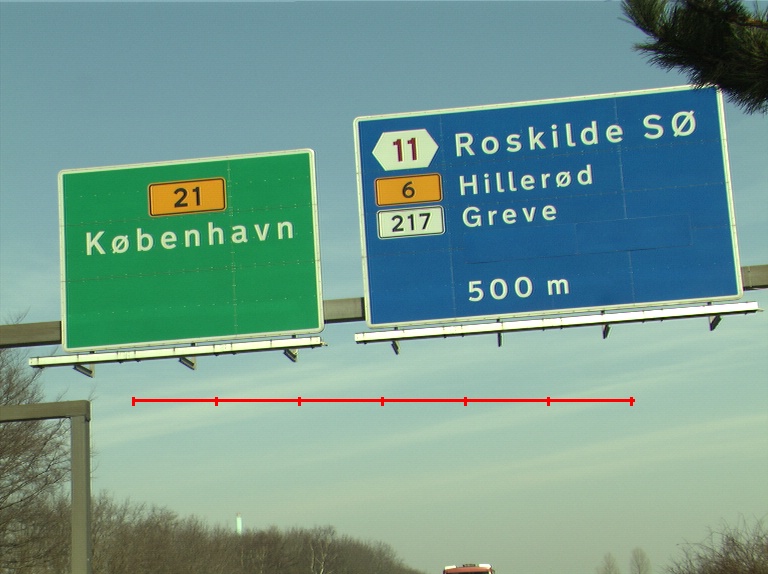 21
København
11 Roskilde SØ
6 Hillerød
217 Greve
500 m